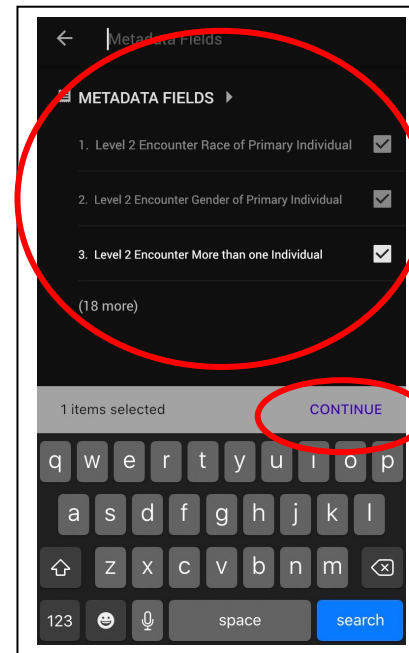 Metadata Fields
METADATA FIELDS
1. Level 2 Encounter Race of Primary Individual
2. Level 2 Encounter Gender of Primary Individual
3. Level 2 Encounter More than one Individual
(18 more)
1 items selected CONTINUE
q w e r t y u i o p
a s d f g h j k l
z x c v b n m
123 space search